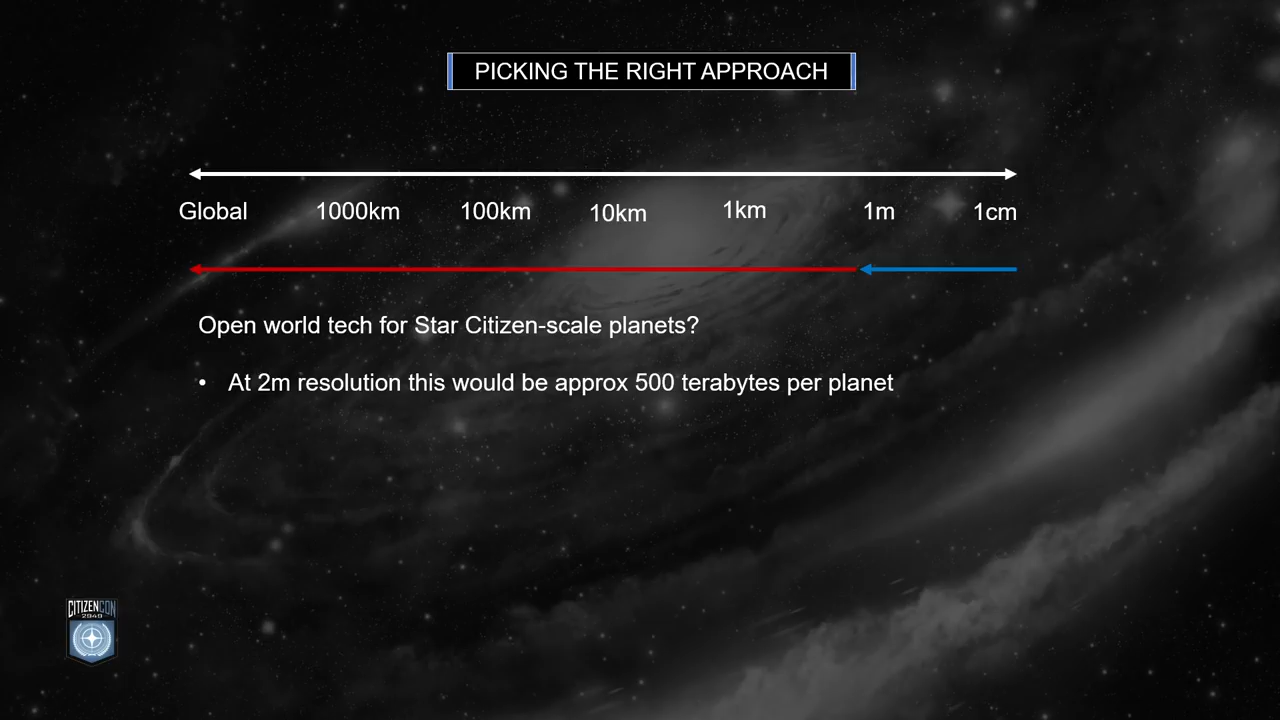 PICKING THE RIGHT APPROACH
Global 1000km 100km 10km 1km 1m 1cm
Open world tech for Star Citizen-scale planets?
• At 2m resolution this would be approx 500 terabytes per planet
CITIZENCON
2949